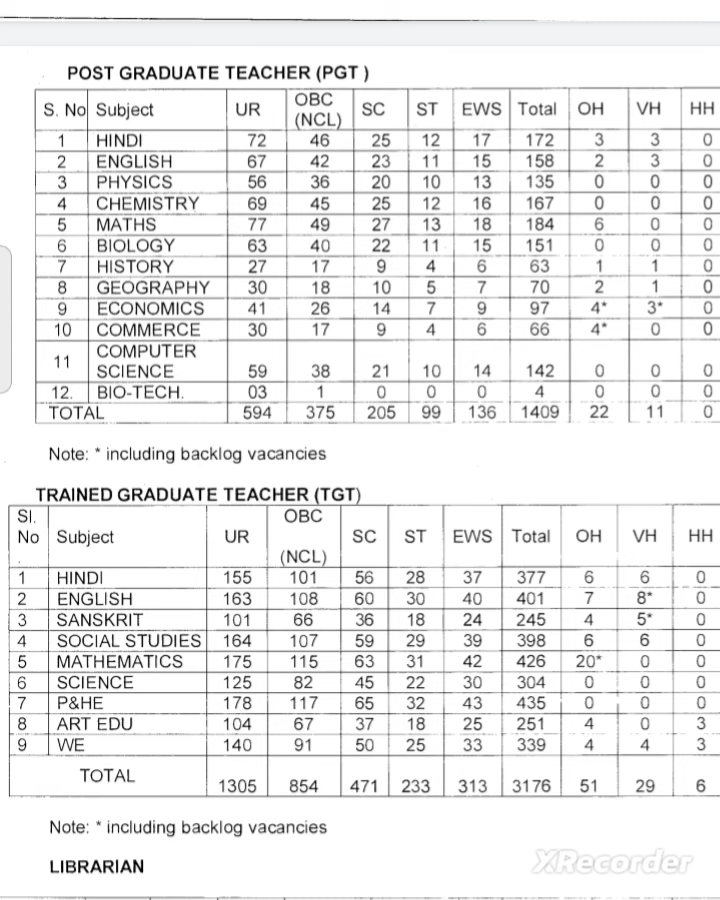 POST GRADUATE TEACHER (PGT )
S. No Subject UR OBC (NCL) SC ST EWS Total OH VH HH
1 HINDI 72 46 25 12 17 172 3 3 0
2 ENGLISH 67 42 23 11 15 158 2 3 0
3 PHYSICS 56 36 20 10 13 135 0 0 0
4 CHEMISTRY 69 45 25 12 16 167 0 0 0
5 MATHS 77 49 27 13 18 184 6 0 0
6 BIOLOGY 63 40 22 11 15 151 0 0 0
7 HISTORY 27 17 9 4 6 63 1 1 0
8 GEOGRAPHY 30 18 10 5 7 70 2 1 0
9 ECONOMICS 41 26 14 7 9 97 4* 3* 0
10 COMMERCE 30 17 9 4 6 66 4* 0 0
11 COMPUTER SCIENCE 59 38 21 10 14 142 0 0 0
12. BIO-TECH. 03 1 0 0 0 4 0 0 0
TOTAL 594 375 205 99 136 1409 22 11 0
Note: * including backlog vacancies
TRAINED GRADUATE TEACHER (TGT)
Sl. No Subject UR OBC (NCL) SC ST EWS Total OH VH HH
1 HINDI 155 101 56 28 37 377 6 6 0
2 ENGLISH 163 108 60 30 40 401 7 8* 0
3 SANSKRIT 101 66 36 18 24 245 4 5* 0
4 SOCIAL STUDIES 164 107 59 29 39 398 6 6 0
5 MATHEMATICS 175 115 63 31 42 426 20* 0 0
6 SCIENCE 125 82 45 22 30 304 0 0 0
7 P&HE 178 117 65 32 43 435 0 0 0
8 ART EDU 104 67 37 18 25 251 4 0 3
9 WE 140 91 50 25 33 339 4 4 3
TOTAL 1305 854 471 233 313 3176 51 29 6
Note: * including backlog vacancies
LIBRARIAN
XRecorder